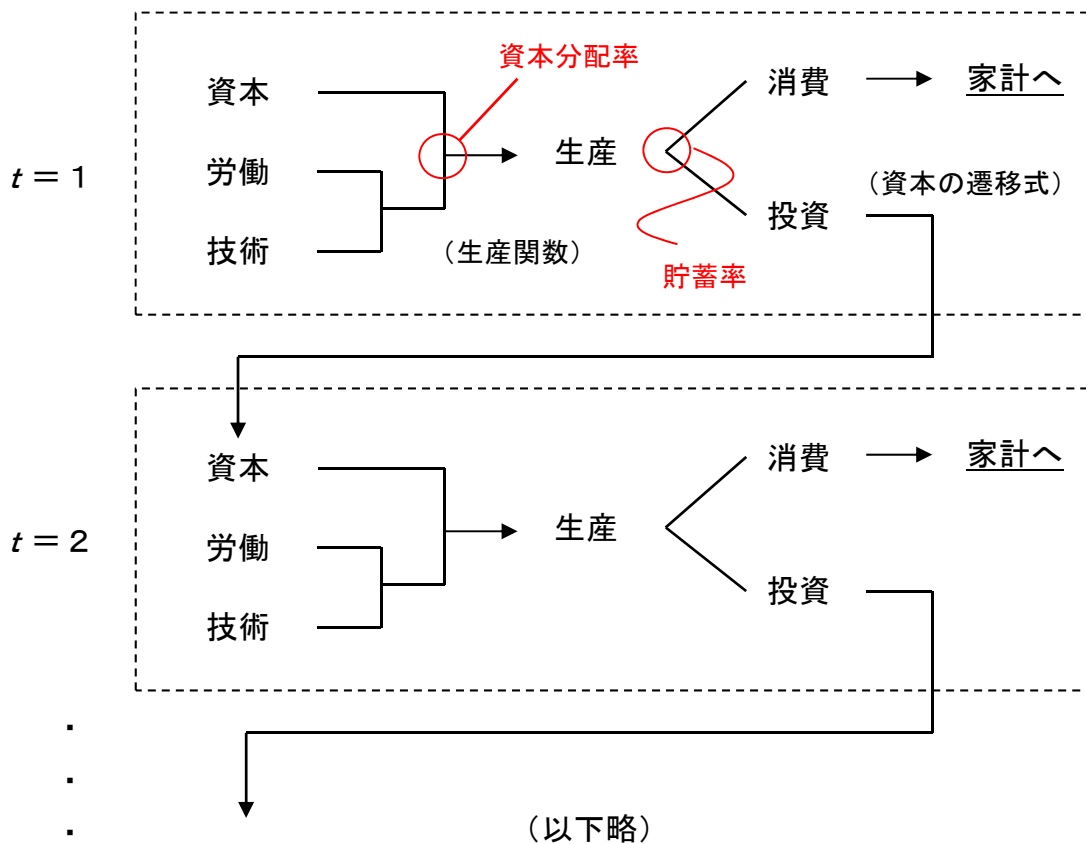 資本分配率
資本
消費
家計へ
t＝1
労働
生産
（資本の遷移式）
技術
（生産関数）
投資
貯蓄率
資本
消費
家計へ
t＝2
労働
生産
技術
投資
・
・
・
（以下略）